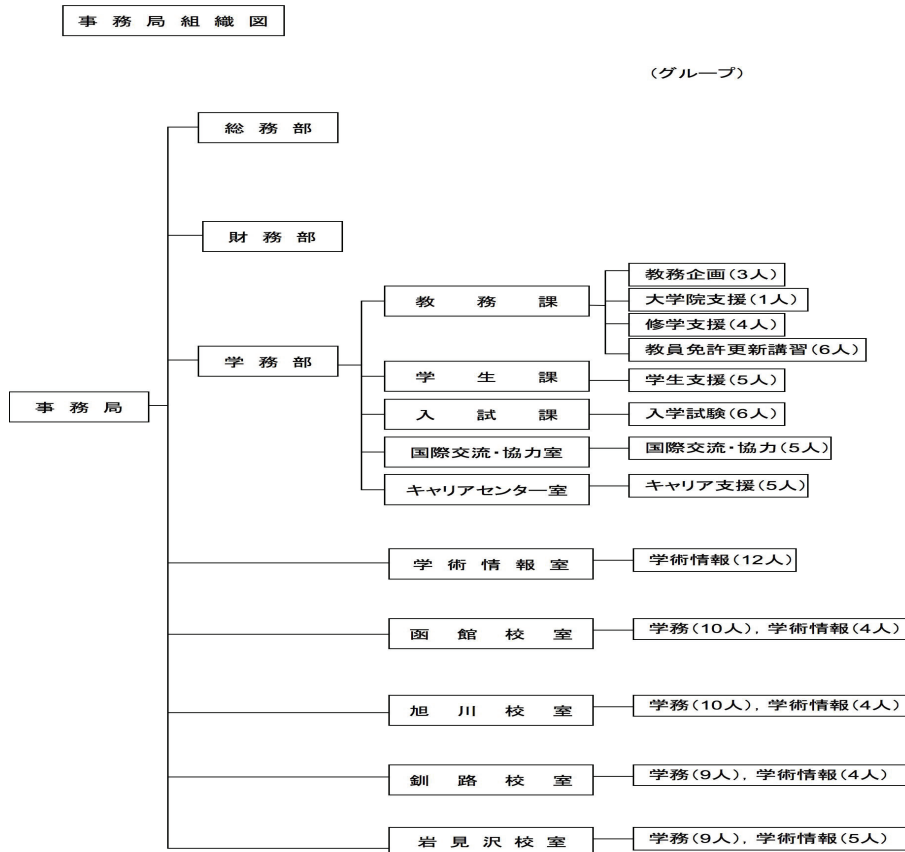 事務局組織図
(グループ)
総務部
財務部
教務企画(3人)
教務課
大学院支援(1人)
修学支援(4人)
学務部
教員免許更新講習(6人)
学生課
学生支援(5人)
事務局
入試課
入学試験(6人)
国際交流・協力室
国際交流・協力(5人)
キャリアセンター室
キャリア支援(5人)
学術情報室
学術情報(12人)
函館校室
学務(10人), 学術情報(4人)
旭川校室
学務(10人), 学術情報(4人)
釧路校室
学務(9人), 学術情報(4人)
岩見沢校室
学務(9人), 学術情報(5人)